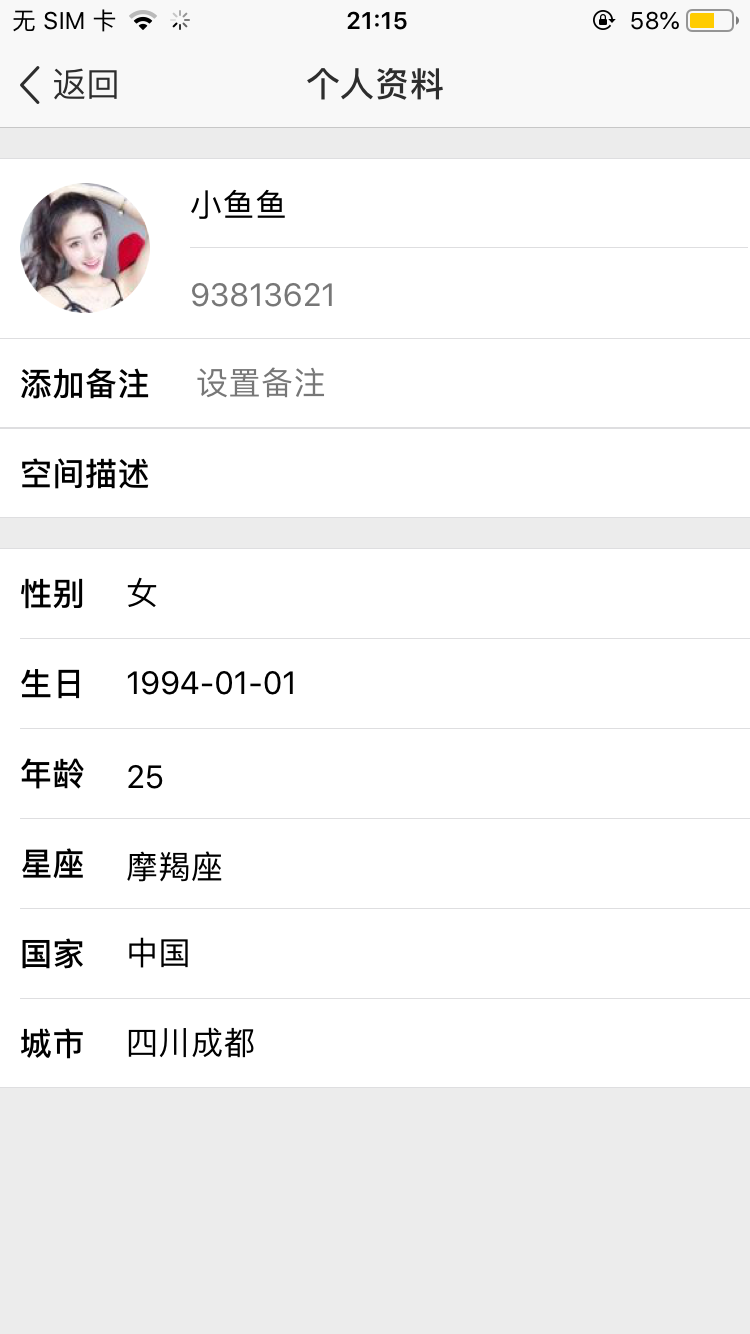 无 SIM 卡 21:15 58%
返回 个人资料
小鱼鱼
93813621
添加备注 设置备注
空间描述
性别 女
生日 1994-01-01
年龄 25
星座 摩羯座
国家 中国
城市 四川成都